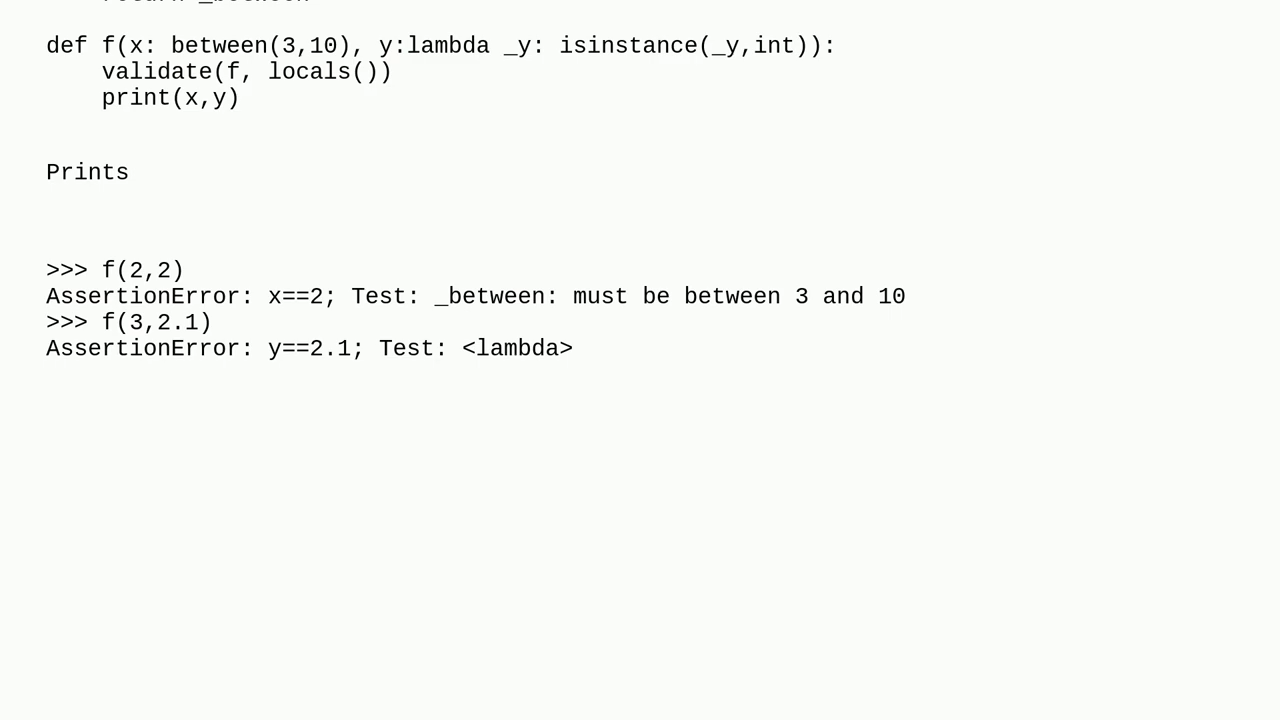 def f(x: between(3,10), y:lambda _y: isinstance(_y,int)):
    validate(f, locals())
    print(x,y)
Prints
>>> f(2,2)
AssertionError: x==2; Test: _between: must be between 3 and 10
>>> f(3,2.1)
AssertionError: y==2.1; Test: <lambda>